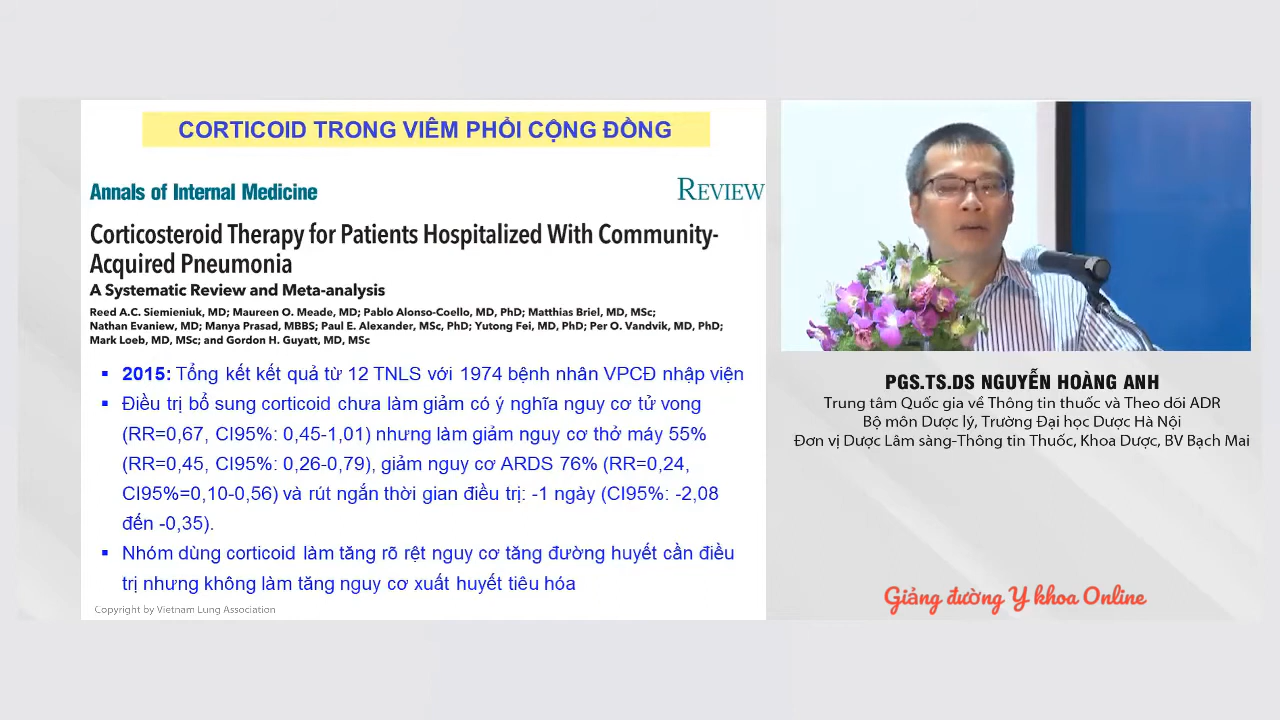 CORTICOID TRONG VIÊM PHỔI CỘNG ĐỒNG
Annals of Internal Medicine
REVIEW
Corticosteroid Therapy for Patients Hospitalized With Community-
Acquired Pneumonia
A Systematic Review and Meta-analysis
Reed A.C. Siemieniuk, MD; Maureen O. Meade, MD; Pablo Alonso-Coello, MD, PhD; Matthias Briel, MD, MSc;
Nathan Evaniew, MD; Manya Prasad, MBBS; Paul E. Alexander, MSc, PhD; Yutong Fei, MD, PhD; Per O. Vandvik, MD, PhD;
Mark Loeb, MD, MSc; and Gordon H. Guyatt, MD, MSc
▪ 2015: Tổng kết kết quả từ 12 TNLS với 1974 bệnh nhân VPCĐ nhập viện
▪ Điều trị bổ sung corticoid chưa làm giảm có ý nghĩa nguy cơ tử vong
(RR=0,67, CI95%: 0,45-1,01) nhưng làm giảm nguy cơ thở máy 55%
(RR=0,45, CI95%: 0,26-0,79), giảm nguy cơ ARDS 76% (RR=0,24,
CI95%=0,10-0,56) và rút ngắn thời gian điều trị: -1 ngày (CI95%: -2,08
đến -0,35).
▪ Nhóm dùng corticoid làm tăng rõ rệt nguy cơ tăng đường huyết cần điều
trị nhưng không làm tăng nguy cơ xuất huyết tiêu hóa
Copyright by Vietnam Lung Association
PGS.TS.DS NGUYỄN HOÀNG ANH
Trung tâm Quốc gia về Thông tin thuốc và Theo dõi ADR
Bộ môn Dược lý, Trường Đại học Dược Hà Nội
Đơn vị Dược Lâm sàng-Thông tin Thuốc, Khoa Dược, BV Bạch Mai
Giảng đường Y khoa Online